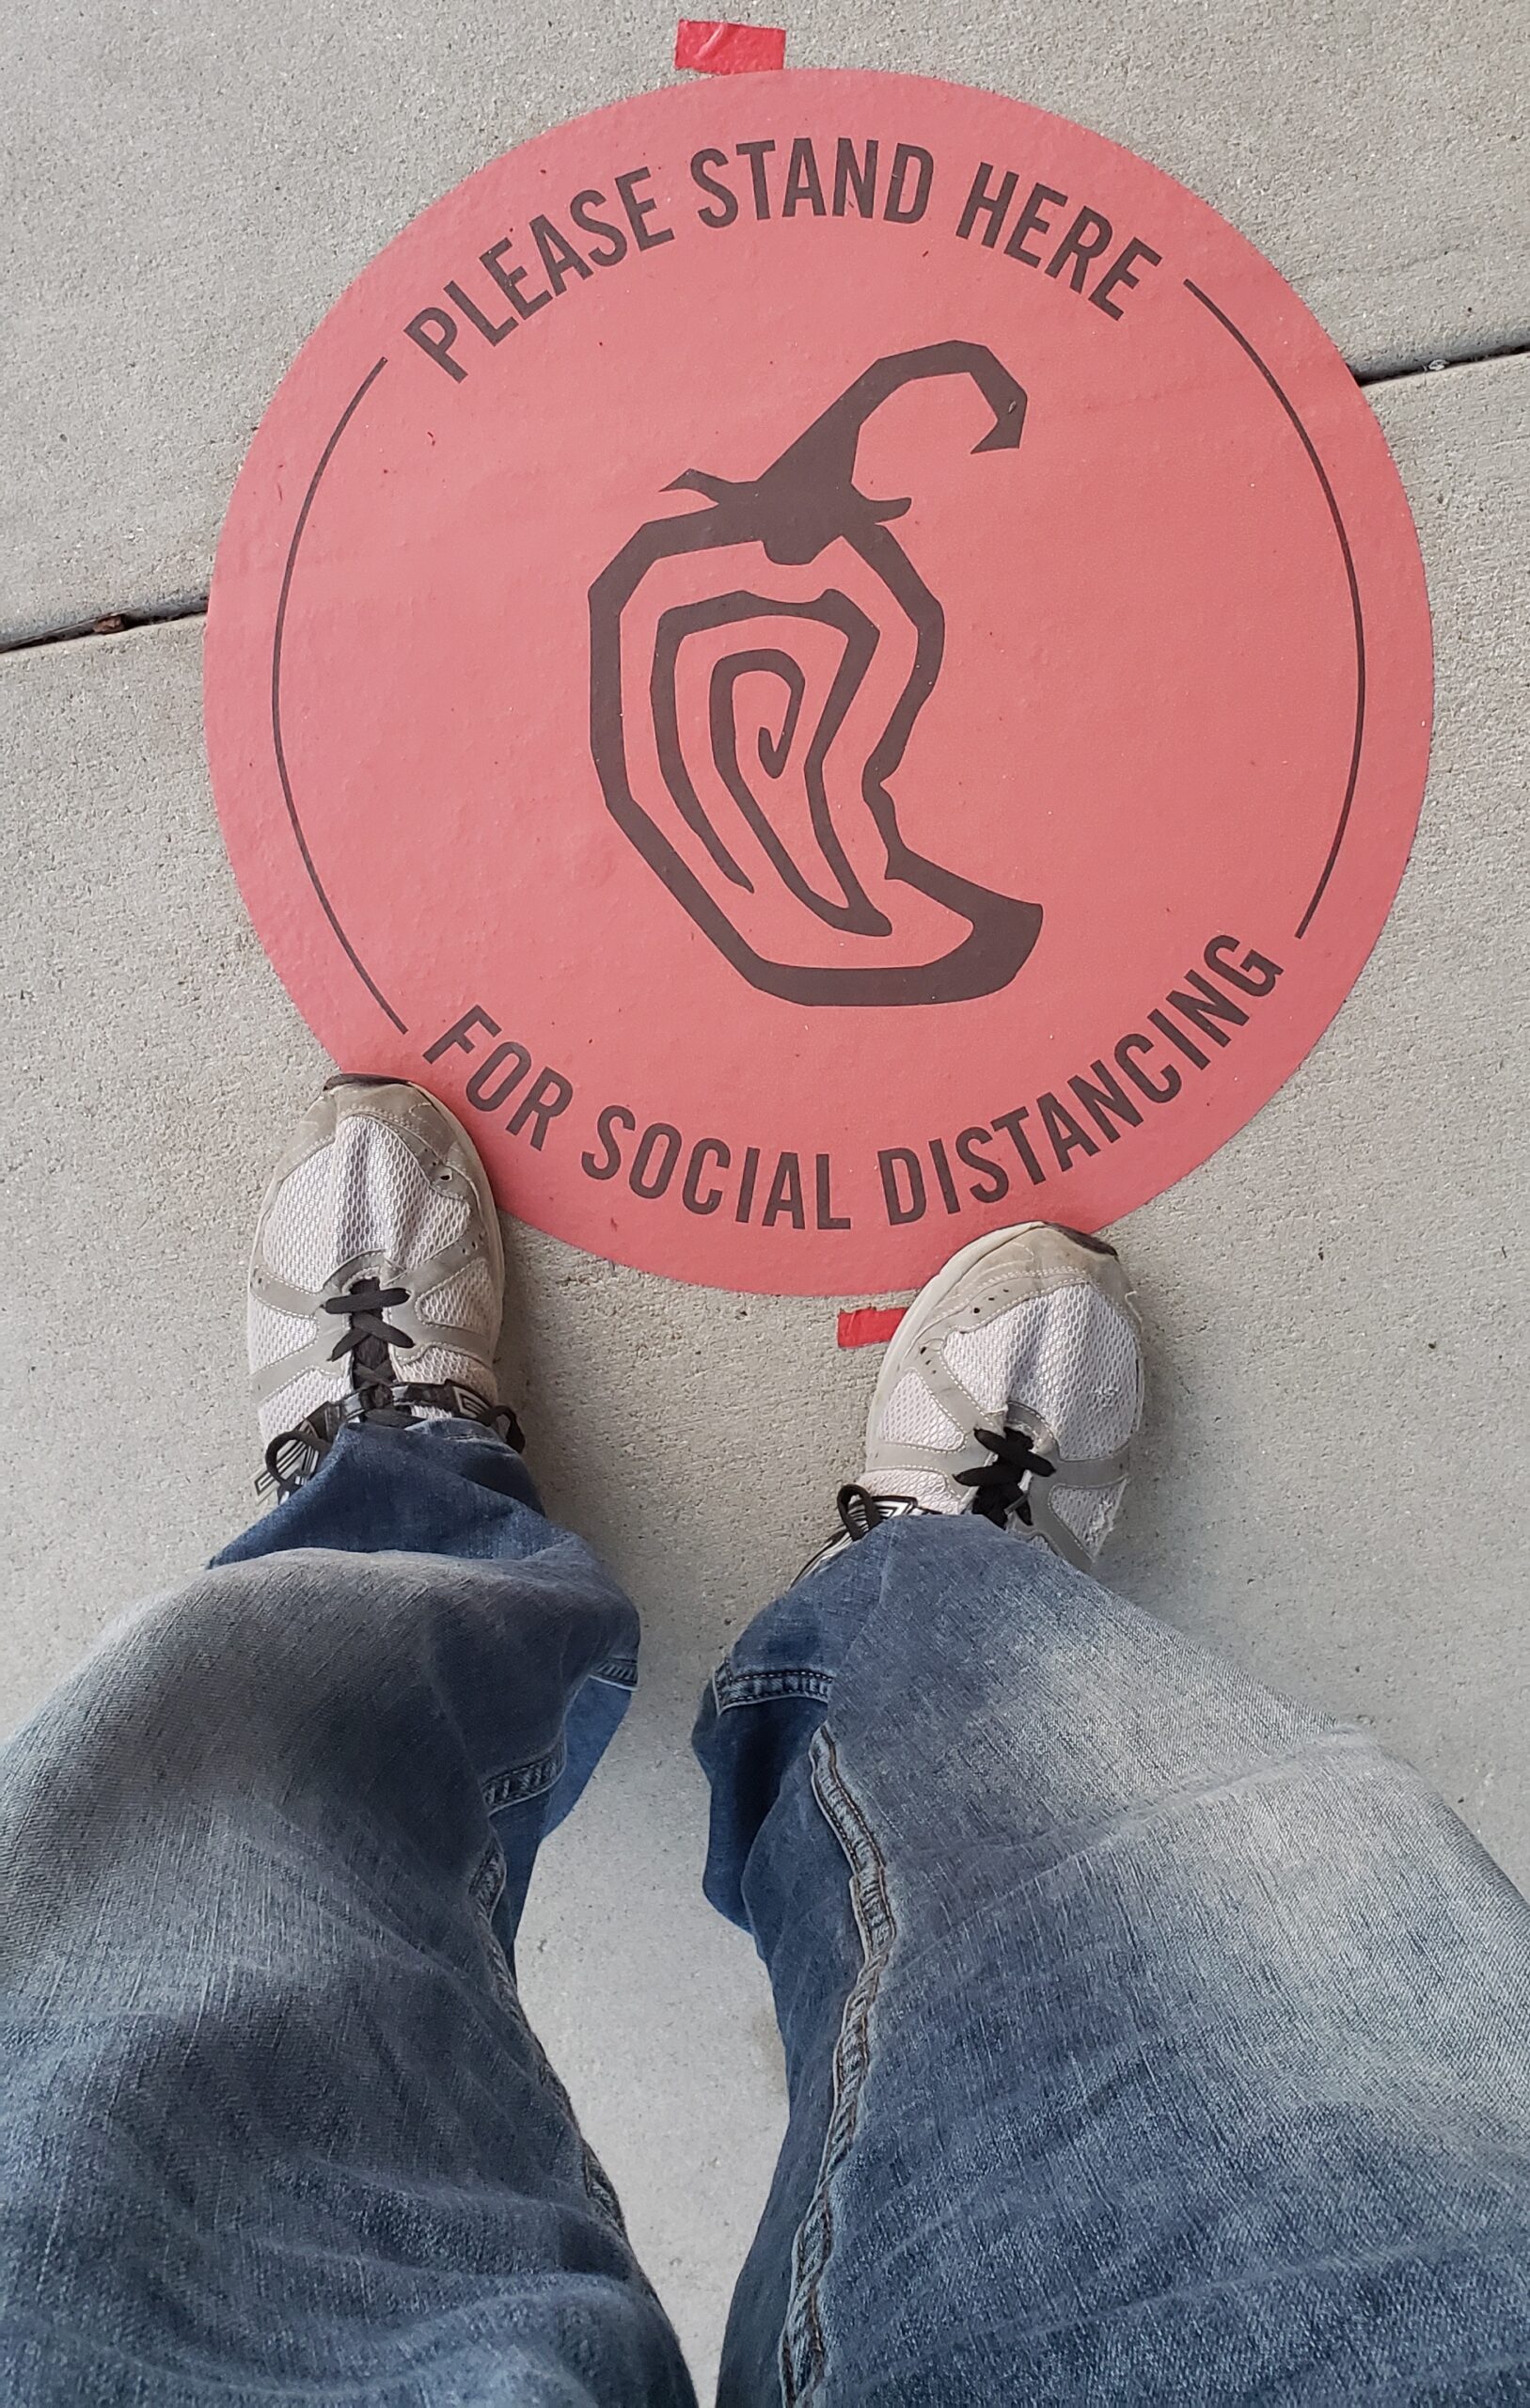 PLEASE STAND HERE
FOR SOCIAL DISTANCING